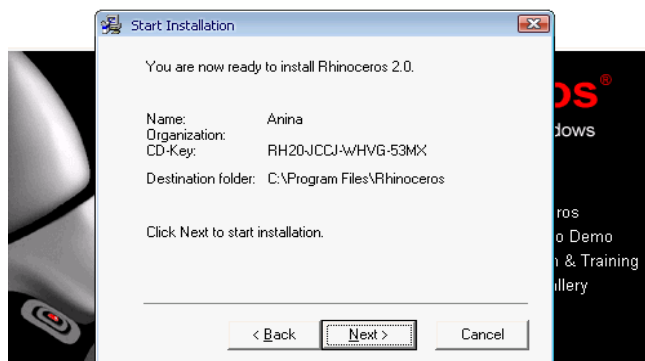 Start Installation
You are now ready to install Rhinoceros 2.0.
Name: Anina
Organization:
CD-Key: RH20-JCCJ-WHVG-53MX
Destination folder: C:\Program Files\Rhinoceros
Click Next to start installation.
< Back Next > Cancel
os®
dows
ros
o Demo
n & Training
llery